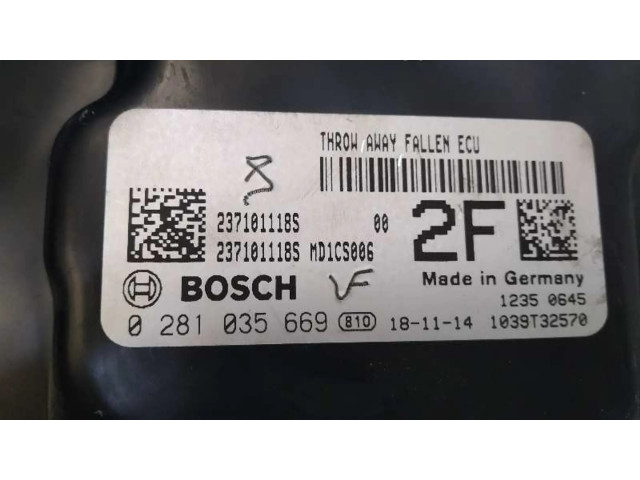 THROW AWAY FALLEN ECU
8
237101118S 00
237101118S MD1CS006
2F
BOSCH VF
Made in Germany
1235 0645
0 281 035 669 810 18-11-14 1039T32570